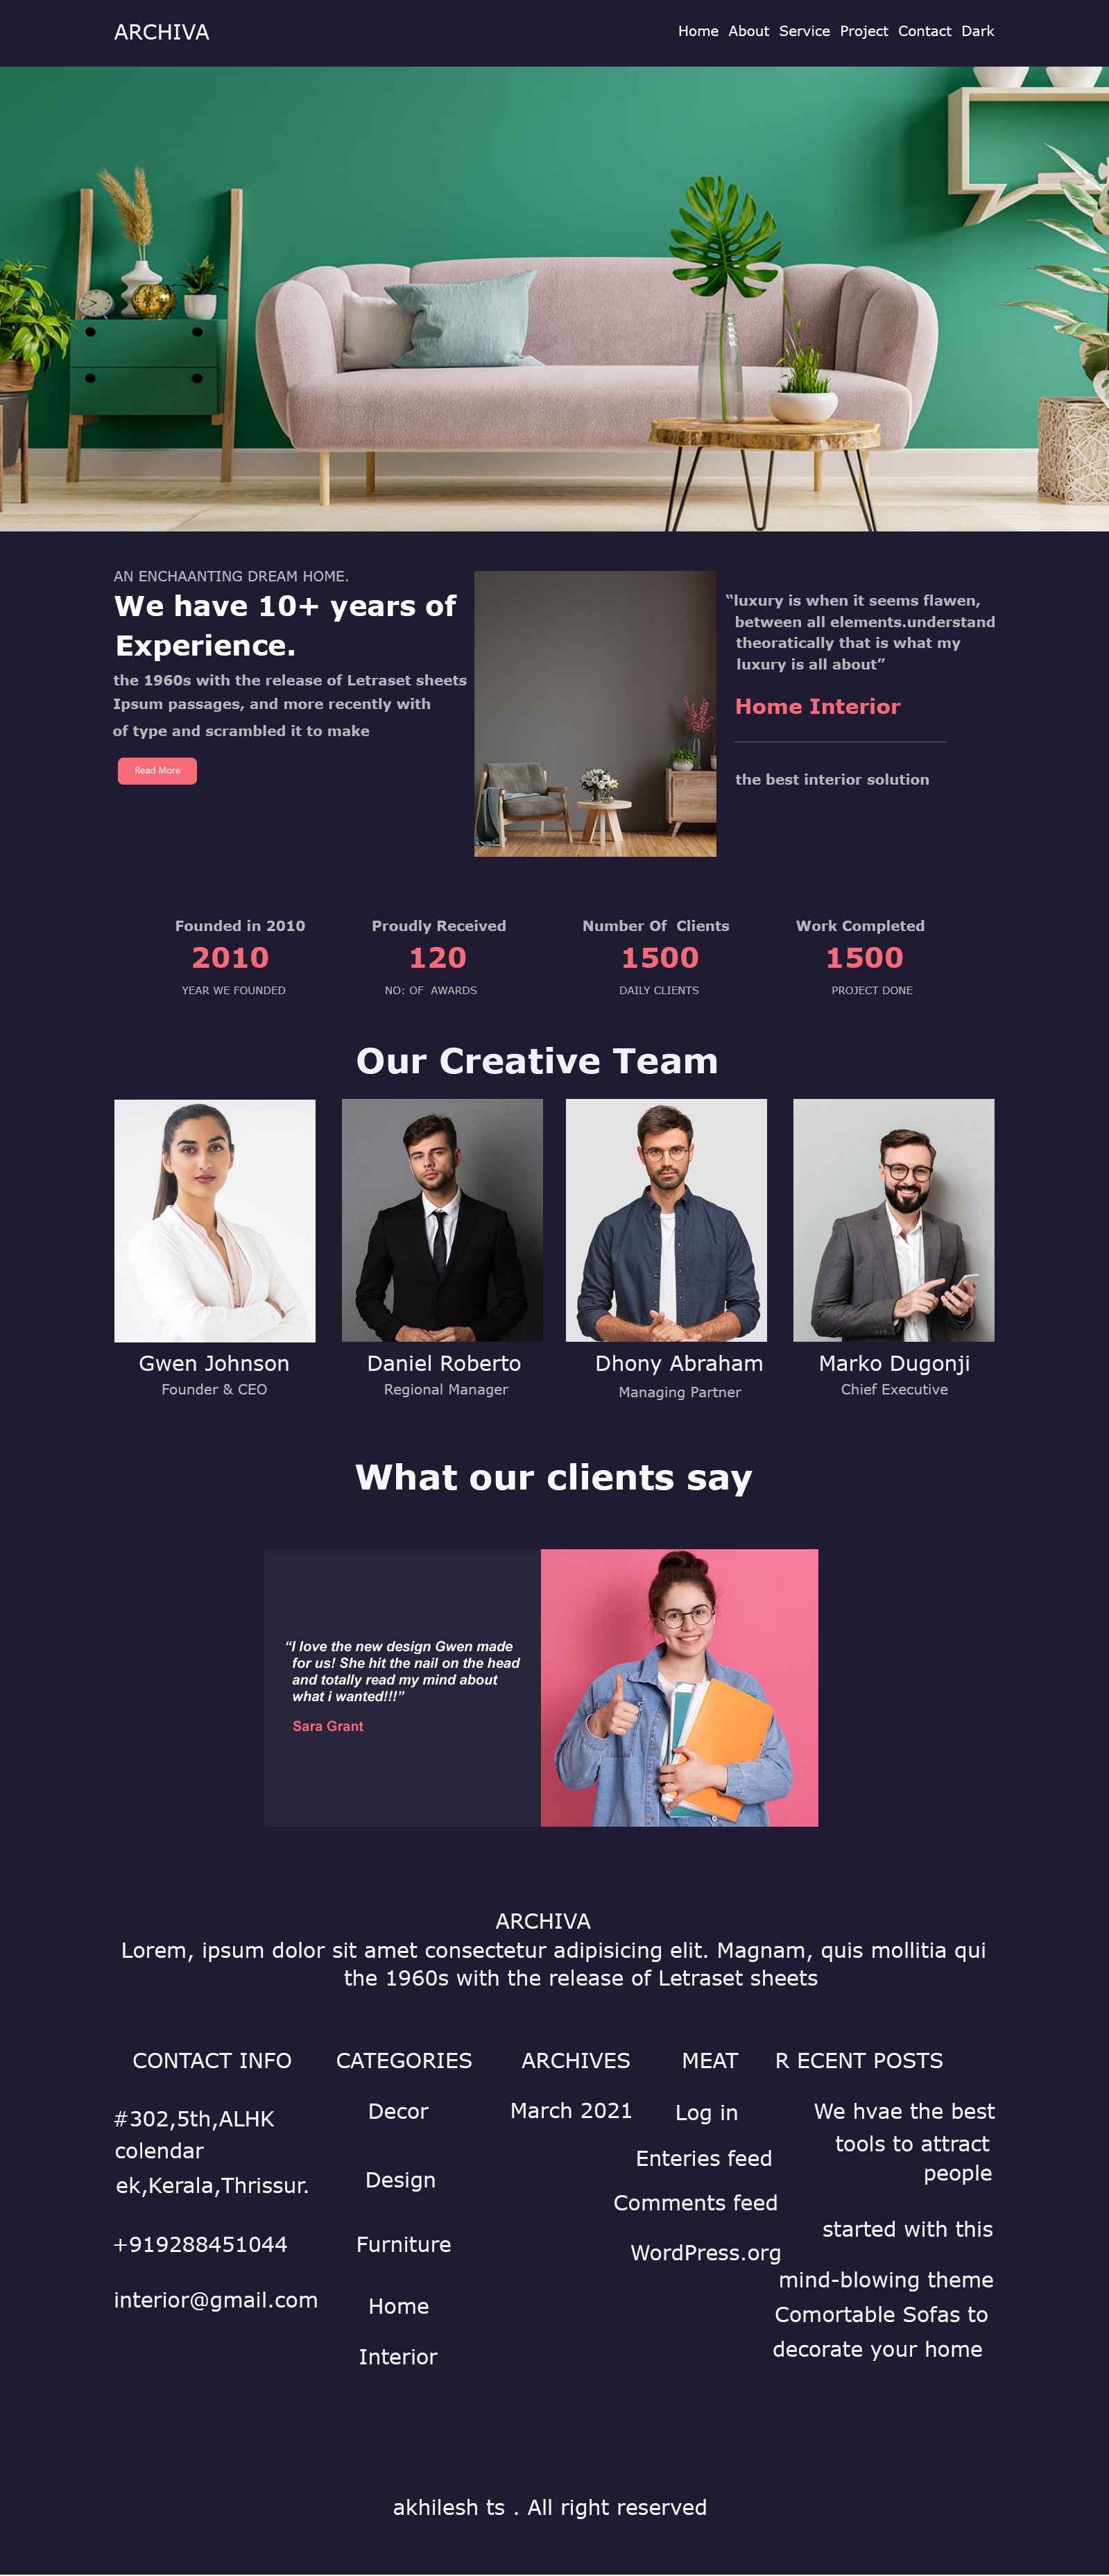 ARCHIVA
Home About Service Project Contact Dark
AN ENCHAANTING DREAM HOME.
We have 10+ years of
Experience.
the 1960s with the release of Letraset sheets
Ipsum passages, and more recently with
of type and scrambled it to make
Read More
“luxury is when it seems flawen,
between all elements.understand
theoratically that is what my
luxury is all about”
Home Interior
the best interior solution
Founded in 2010
2010
YEAR WE FOUNDED
Proudly Received
120
NO: OF AWARDS
Number Of Clients
1500
DAILY CLIENTS
Work Completed
1500
PROJECT DONE
Our Creative Team
Gwen Johnson
Founder & CEO
Daniel Roberto
Regional Manager
Dhony Abraham
Managing Partner
Marko Dugonji
Chief Executive
What our clients say
“I love the new design Gwen made
for us! She hit the nail on the head
and totally read my mind about
what i wanted!!!”
Sara Grant
ARCHIVA
Lorem, ipsum dolor sit amet consectetur adipisicing elit. Magnam, quis mollitia qui
the 1960s with the release of Letraset sheets
CONTACT INFO
#302,5th,ALHK
colendar
ek,Kerala,Thrissur.
+919288451044
interior@gmail.com
CATEGORIES
Decor
Design
Furniture
Home
Interior
ARCHIVES
March 2021
MEAT
Log in
Enteries feed
Comments feed
WordPress.org
R ECENT POSTS
We hvae the best
tools to attract
people
started with this
mind-blowing theme
Comortable Sofas to
decorate your home
akhilesh ts . All right reserved